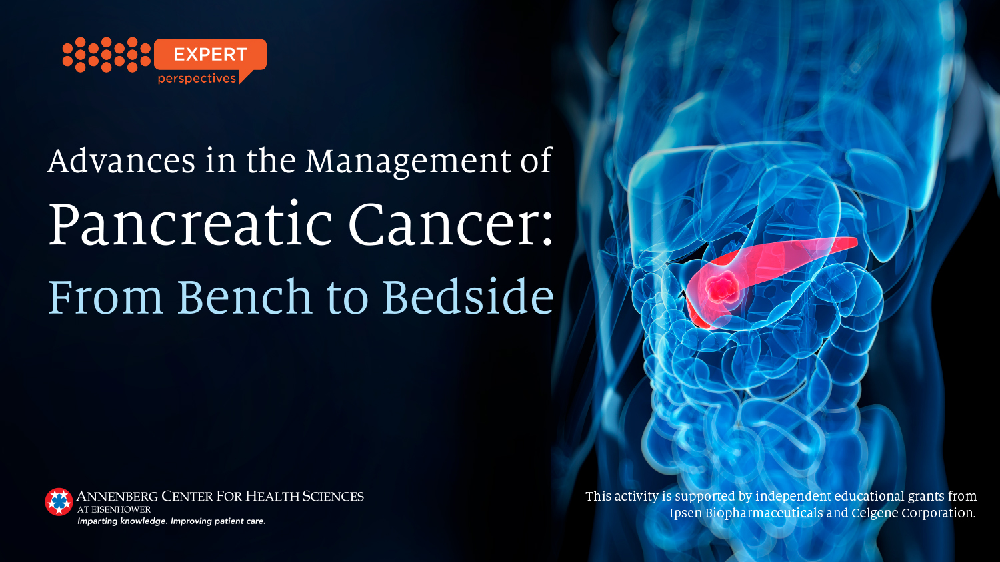 EXPERT
perspectives
Advances in the Management of
Pancreatic Cancer:
From Bench to Bedside
ANNENBERG CENTER FOR HEALTH SCIENCES
AT EISENHOWER
Imparting knowledge. Improving patient care.
This activity is supported by independent educational grants from
Ipsen Biopharmaceuticals and Celgene Corporation.